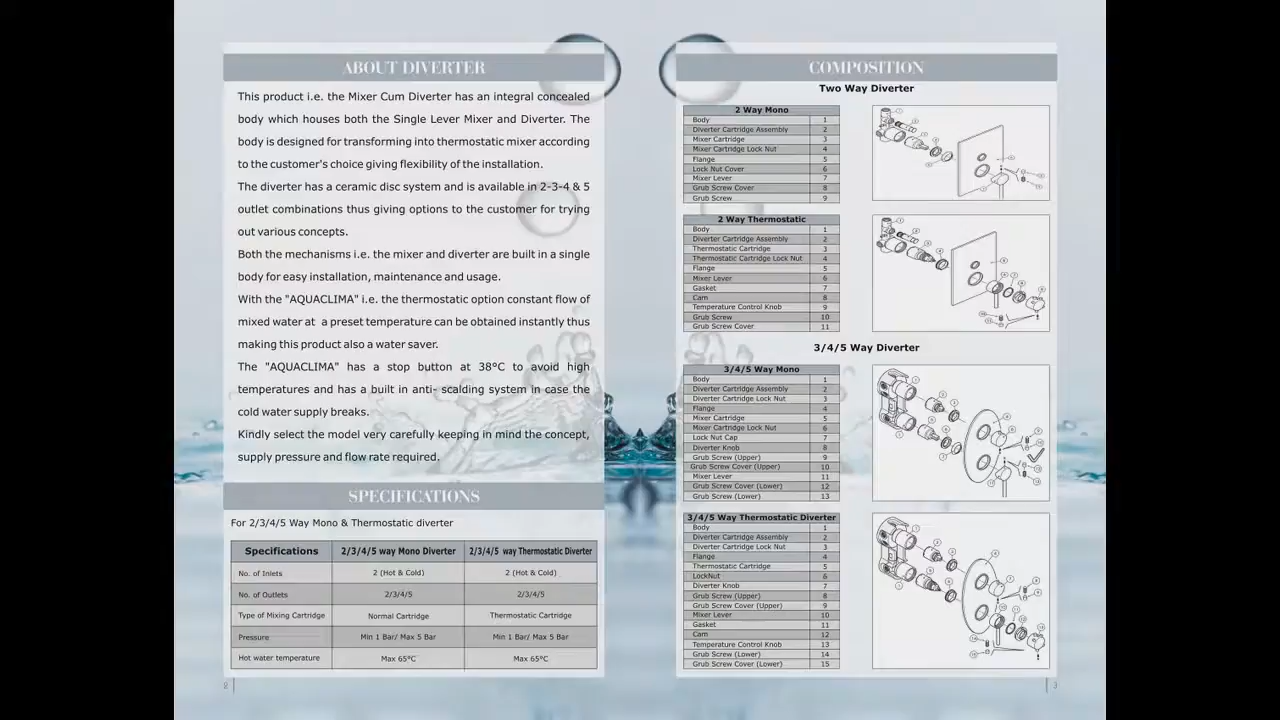 ABOUT DIVERTER
This product i.e. the Mixer Cum Diverter has an integral concealed
body which houses both the Single Lever Mixer and Diverter. The
body is designed for transforming into thermostatic mixer according
to the customer's choice giving flexibility of the installation.
The diverter has a ceramic disc system and is available in 2-3-4 & 5
outlet combinations thus giving options to the customer for trying
out various concepts.
Both the mechanisms i.e. the mixer and diverter are built in a single
body for easy installation, maintenance and usage.
With the "AQUACLIMA" i.e. the thermostatic option constant flow of
mixed water at a preset temperature can be obtained instantly thus
making this product also a water saver.
The "AQUACLIMA" has a stop button at 38°C to avoid high
temperatures and has a built in anti- scalding system in case the
cold water supply breaks.
Kindly select the model very carefully keeping in mind the concept,
supply pressure and flow rate required.
SPECIFICATIONS
For 2/3/4/5 Way Mono & Thermostatic diverter
Specifications 2/3/4/5 way Mono Diverter 2/3/4/5 way Thermostatic Diverter
No. of Inlets 2 (Hot & Cold) 2 (Hot & Cold)
No. of Outlets 2/3/4/5 2/3/4/5
Type of Mixing Cartridge Normal Cartridge Thermostatic Cartridge
Pressure Min 1 Bar/ Max 5 Bar Min 1 Bar/ Max 5 Bar
Hot water temperature Max 65°C Max 65°C
2
COMPOSITION
Two Way Diverter
2 Way Mono
Body 1
Diverter Cartridge Assembly 2
Mixer Cartridge 3
Mixer Cartridge Lock Nut 4
Flange 5
Lock Nut Cover 6
Mixer Lever 7
Grub Screw Cover 8
Grub Screw 9
2 Way Thermostatic
Body 1
Diverter Cartridge Assembly 2
Thermostatic Cartridge 3
Thermostatic Cartridge Lock Nut 4
Flange 5
Mixer Lever 6
Gasket 7
Cam 8
Temperature Control Knob 9
Grub Screw 10
Grub Screw Cover 11
3/4/5 Way Diverter
3/4/5 Way Mono
Body 1
Diverter Cartridge Assembly 2
Diverter Cartridge Lock Nut 3
Flange 4
Mixer Cartridge 5
Mixer Cartridge Lock Nut 6
Lock Nut Cap 7
Diverter Knob 8
Grub Screw (Upper) 9
Grub Screw Cover (Upper) 10
Mixer Lever 11
Grub Screw Cover (Lower) 12
Grub Screw (Lower) 13
3/4/5 Way Thermostatic Diverter
Body 1
Diverter Cartridge Assembly 2
Diverter Cartridge Lock Nut 3
Flange 4
Thermostatic Cartridge 5
LockNut 6
Diverter Knob 7
Grub Screw (Upper) 8
Grub Screw Cover (Upper) 9
Mixer Lever 10
Gasket 11
Cam 12
Temperature Control Knob 13
Grub Screw (Lower) 14
Grub Screw Cover (Lower) 15
3